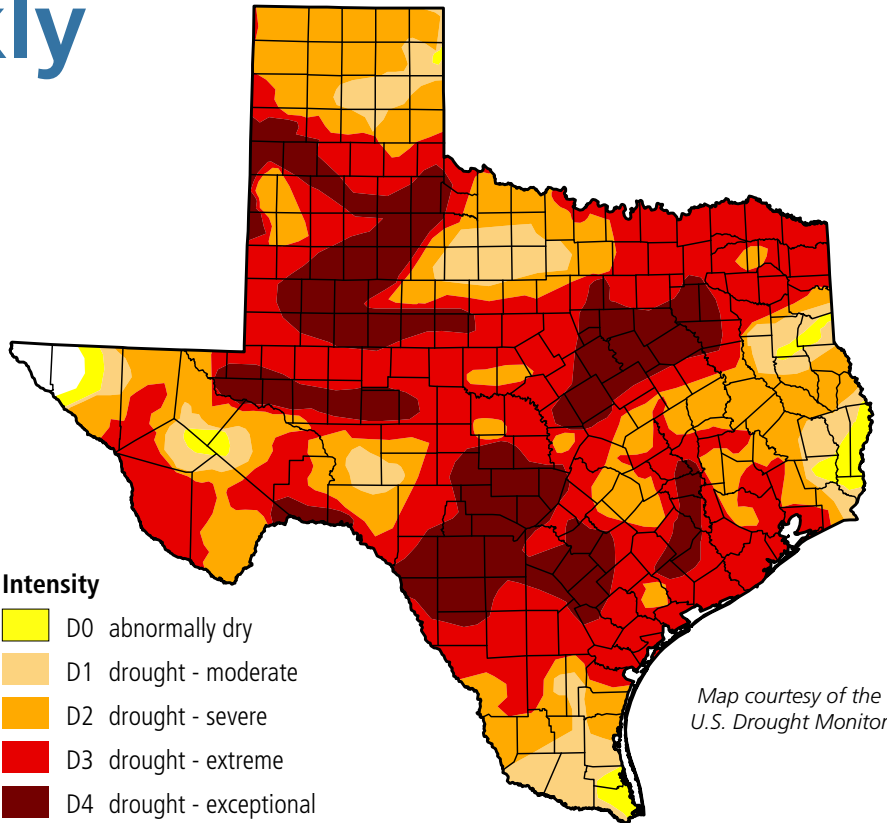 kly
Intensity
D0 abnormally dry
D1 drought - moderate
D2 drought - severe
D3 drought - extreme
D4 drought - exceptional
Map courtesy of the
U.S. Drought Monitor